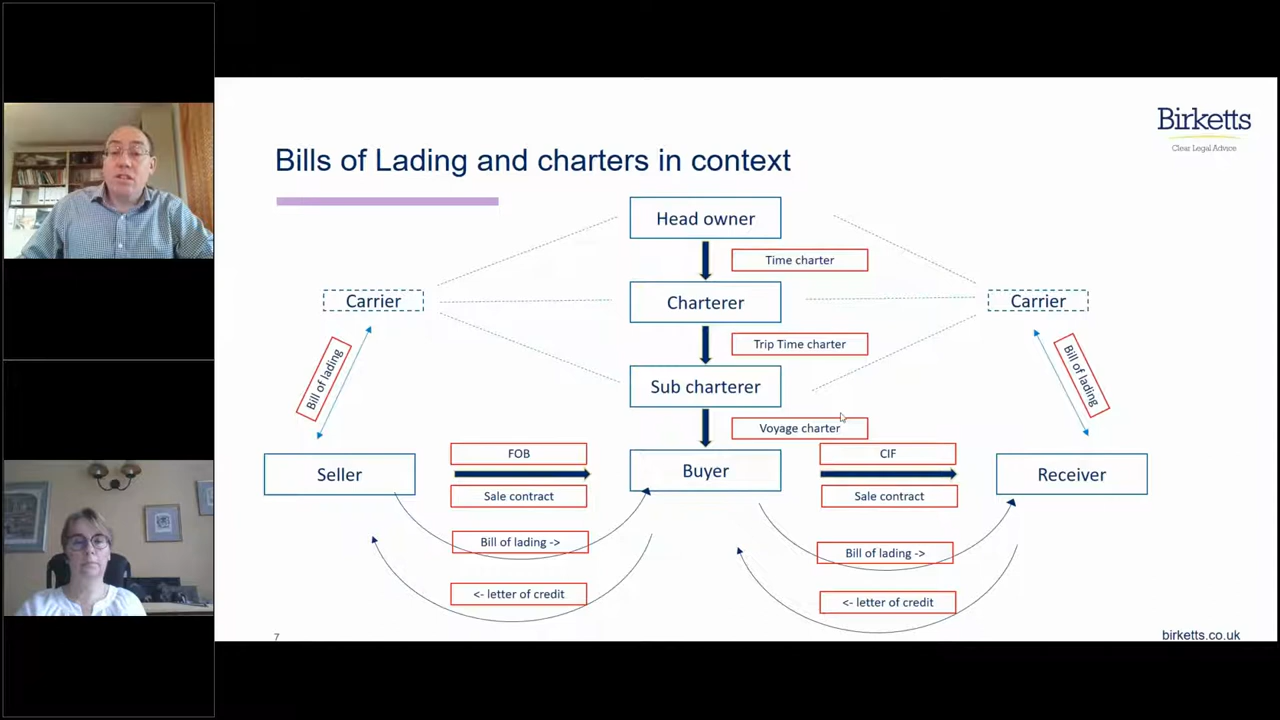 Birketts
Clear Legal Advice
Bills of Lading and charters in context
Head owner
Time charter
Carrier
Charterer
Carrier
Trip Time charter
Bill of lading
Bill of lading
Sub charterer
Voyage charter
FOB
CIF
Seller
Buyer
Receiver
Sale contract
Sale contract
Bill of lading ->
Bill of lading ->
<- letter of credit
<- letter of credit
7
birketts.co.uk